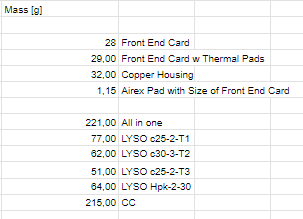 Mass [g]
28 Front End Card
29,00 Front End Card w Thermal Pads
32,00 Copper Housing
1,15 Airex Pad with Size of Front End Card
221,00 All in one
77,00 LYSO c25-2-T1
62,00 LYSO c30-3-T2
51,00 LYSO c25-2-T3
64,00 LYSO Hpk-2-30
215,00 CC